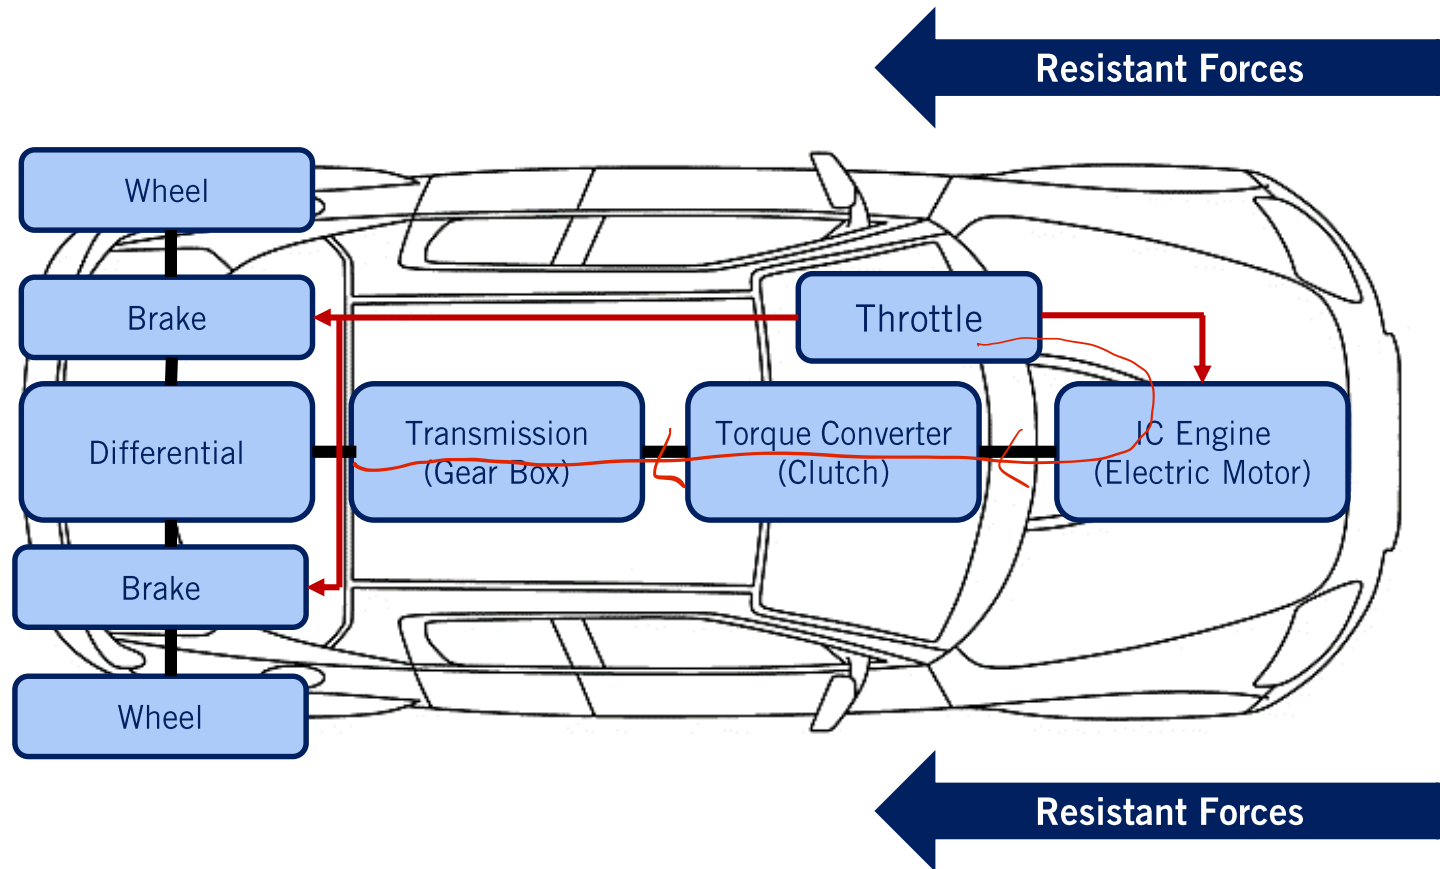 Resistant Forces
Wheel
Brake
Throttle
Differential
Transmission
(Gear Box)
Torque Converter
(Clutch)
IC Engine
(Electric Motor)
Brake
Wheel
Resistant Forces